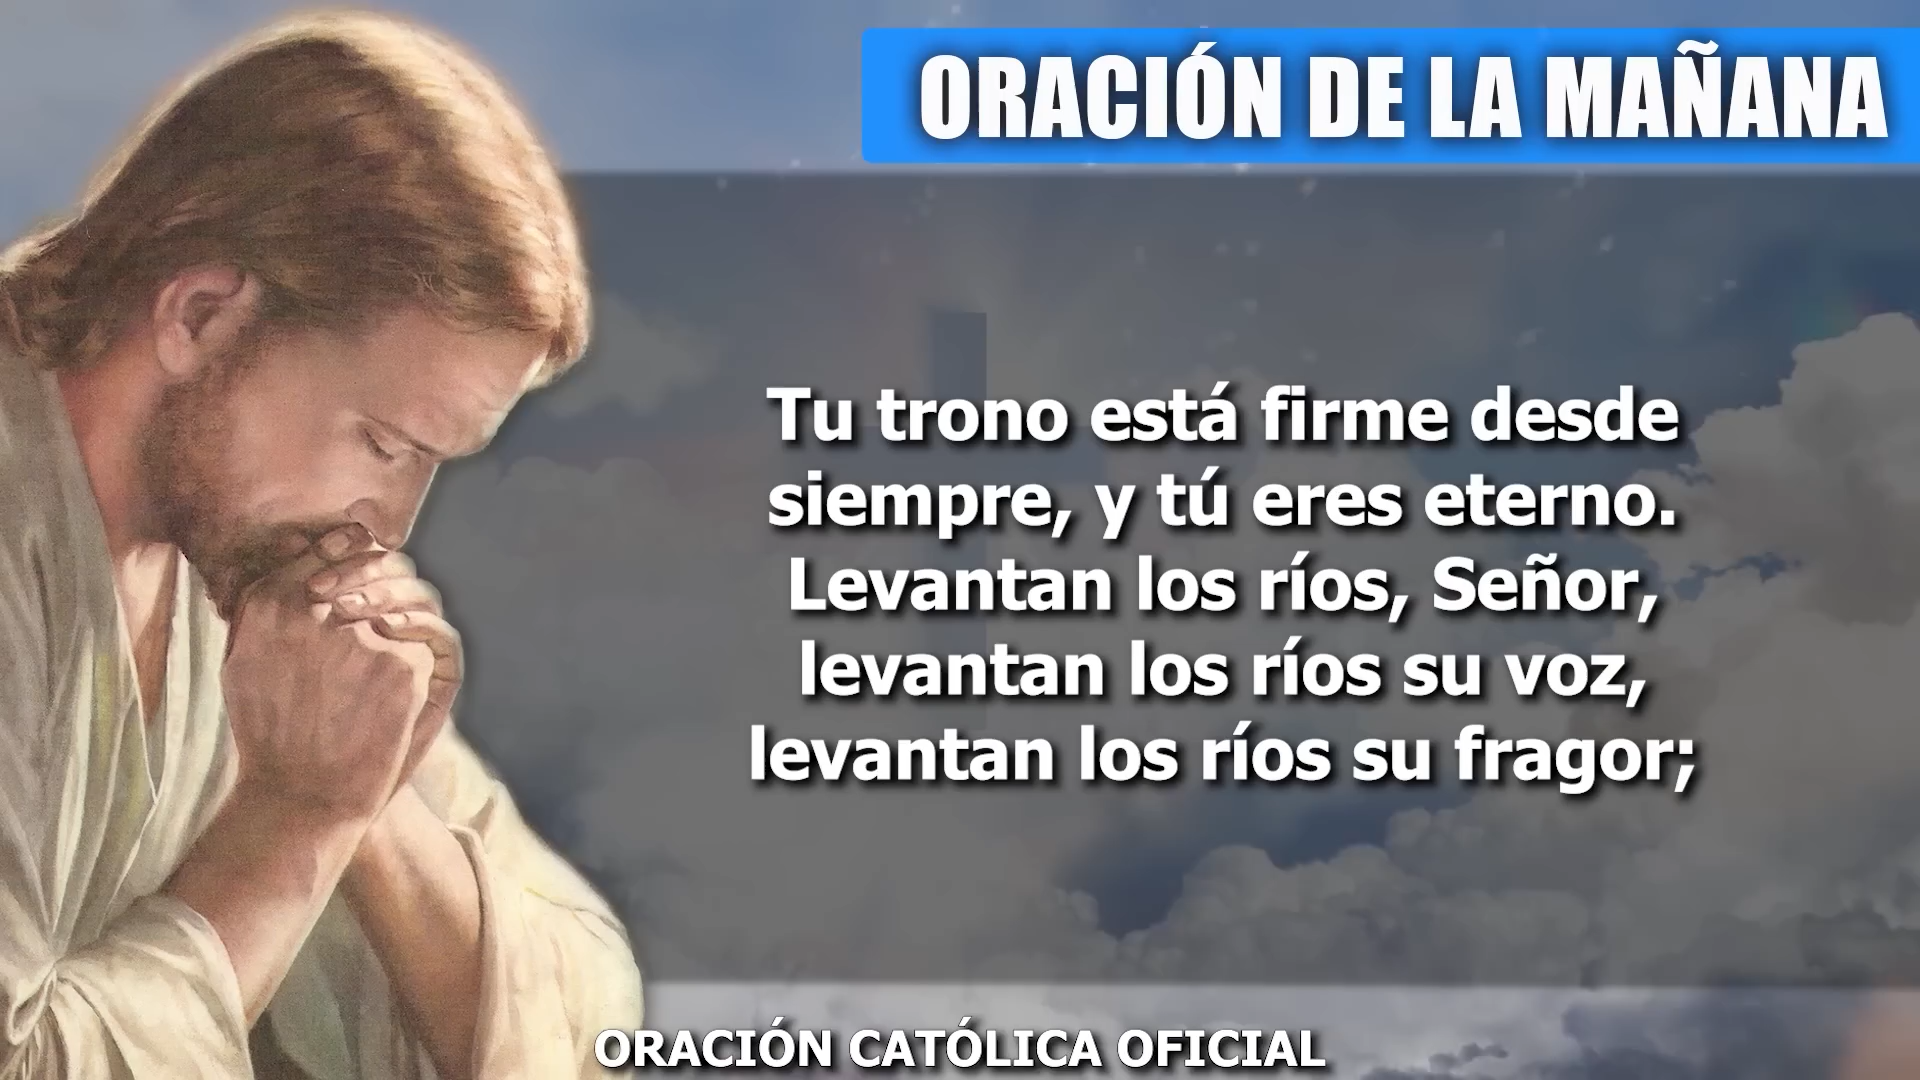 ORACIÓN DE LA MAÑANA
Tu trono está firme desde
siempre, y tú eres eterno.
Levantan los ríos, Señor,
levantan los ríos su voz,
levantan los ríos su fragor;
ORACIÓN CATÓLICA OFICIAL